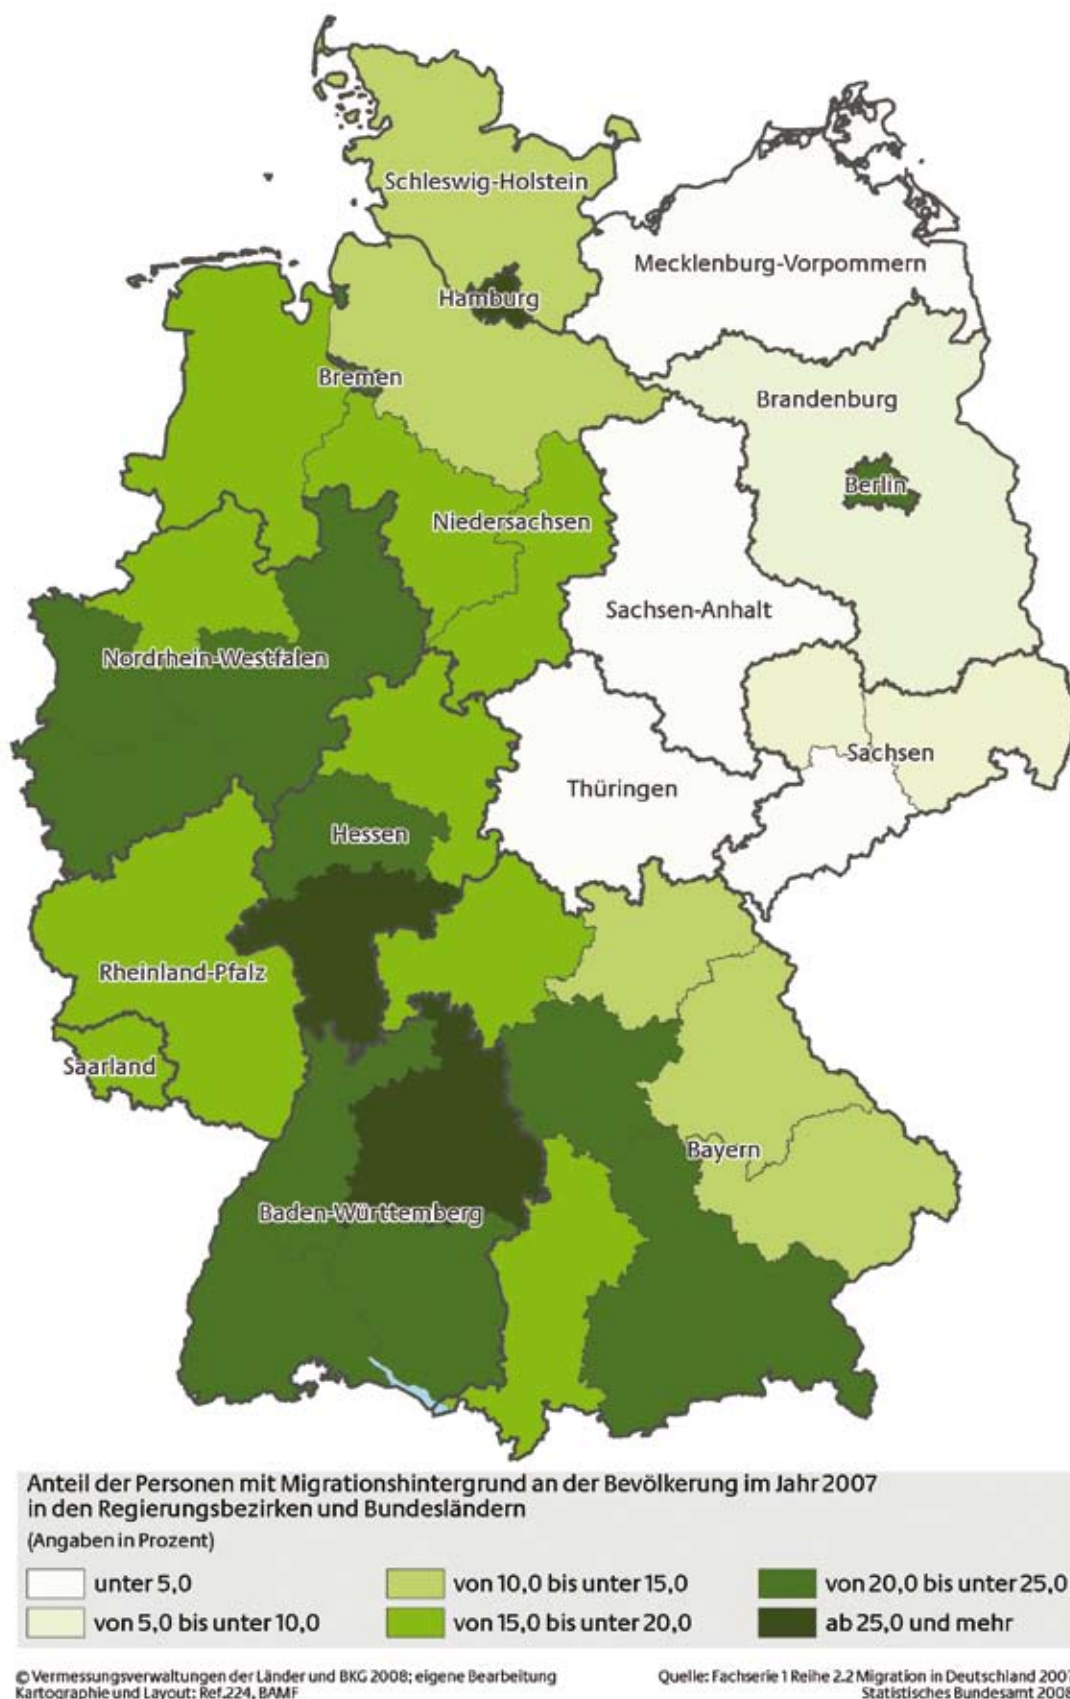 Schleswig-Holstein
Mecklenburg-Vorpommern
Hamburg
Bremen
Brandenburg
Berlin
Niedersachsen
Sachsen-Anhalt
Nordrhein-Westfalen
Sachsen
Thüringen
Hessen
Rheinland-Pfalz
Saarland
Bayern
Baden-Württemberg
Anteil der Personen mit Migrationshintergrund an der Bevölkerung im Jahr 2007
in den Regierungsbezirken und Bundesländern
(Angaben in Prozent)
unter 5,0
von 10,0 bis unter 15,0
von 20,0 bis unter 25,0
von 5,0 bis unter 10,0
von 15,0 bis unter 20,0
ab 25,0 und mehr
© Vermessungsverwaltungen der Länder und BKG 2008; eigene Bearbeitung
Kartographie und Layout: Ref.224, BAMF
Quelle: Fachserie 1 Reihe 2.2 Migration in Deutschland 2007
Statistisches Bundesamt 2008